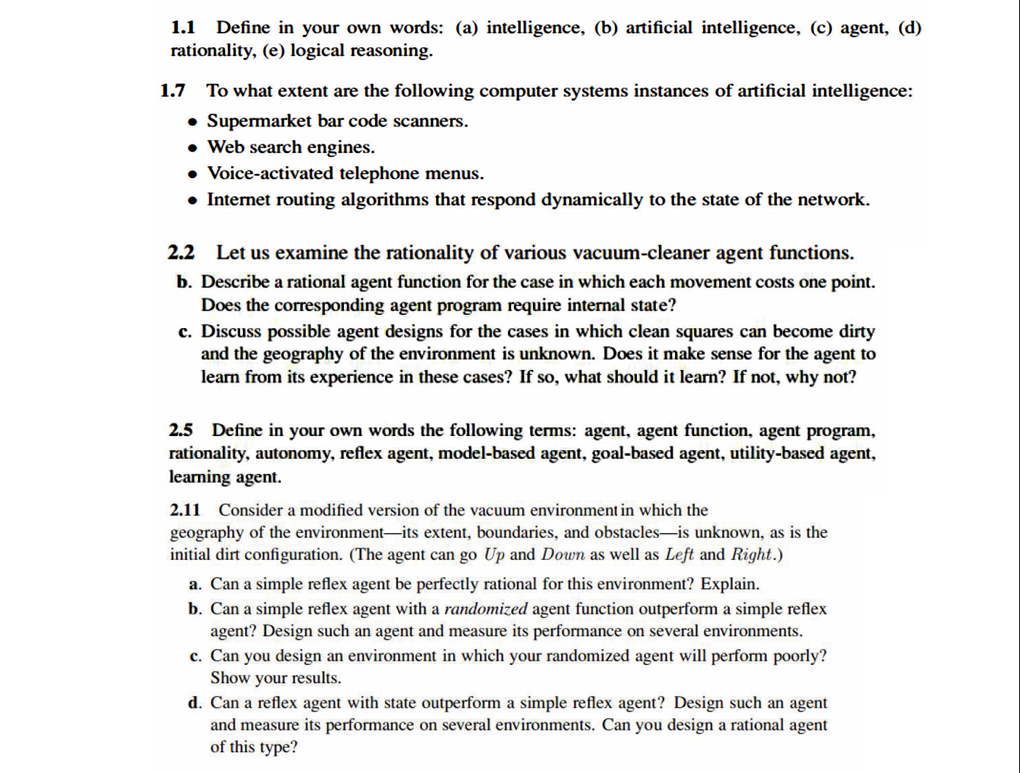 1.1 Define in your own words: (a) intelligence, (b) artificial intelligence, (c) agent, (d)
rationality, (e) logical reasoning.
1.7 To what extent are the following computer systems instances of artificial intelligence:
• Supermarket bar code scanners.
• Web search engines.
• Voice-activated telephone menus.
• Internet routing algorithms that respond dynamically to the state of the network.
2.2 Let us examine the rationality of various vacuum-cleaner agent functions.
b. Describe a rational agent function for the case in which each movement costs one point.
Does the corresponding agent program require internal state?
c. Discuss possible agent designs for the cases in which clean squares can become dirty
and the geography of the environment is unknown. Does it make sense for the agent to
learn from its experience in these cases? If so, what should it learn? If not, why not?
2.5 Define in your own words the following terms: agent, agent function, agent program,
rationality, autonomy, reflex agent, model-based agent, goal-based agent, utility-based agent,
learning agent.
2.11 Consider a modified version of the vacuum environment in which the
geography of the environment—its extent, boundaries, and obstacles—is unknown, as is the
initial dirt configuration. (The agent can go Up and Down as well as Left and Right.)
a. Can a simple reflex agent be perfectly rational for this environment? Explain.
b. Can a simple reflex agent with a randomized agent function outperform a simple reflex
agent? Design such an agent and measure its performance on several environments.
c. Can you design an environment in which your randomized agent will perform poorly?
Show your results.
d. Can a reflex agent with state outperform a simple reflex agent? Design such an agent
and measure its performance on several environments. Can you design a rational agent
of this type?